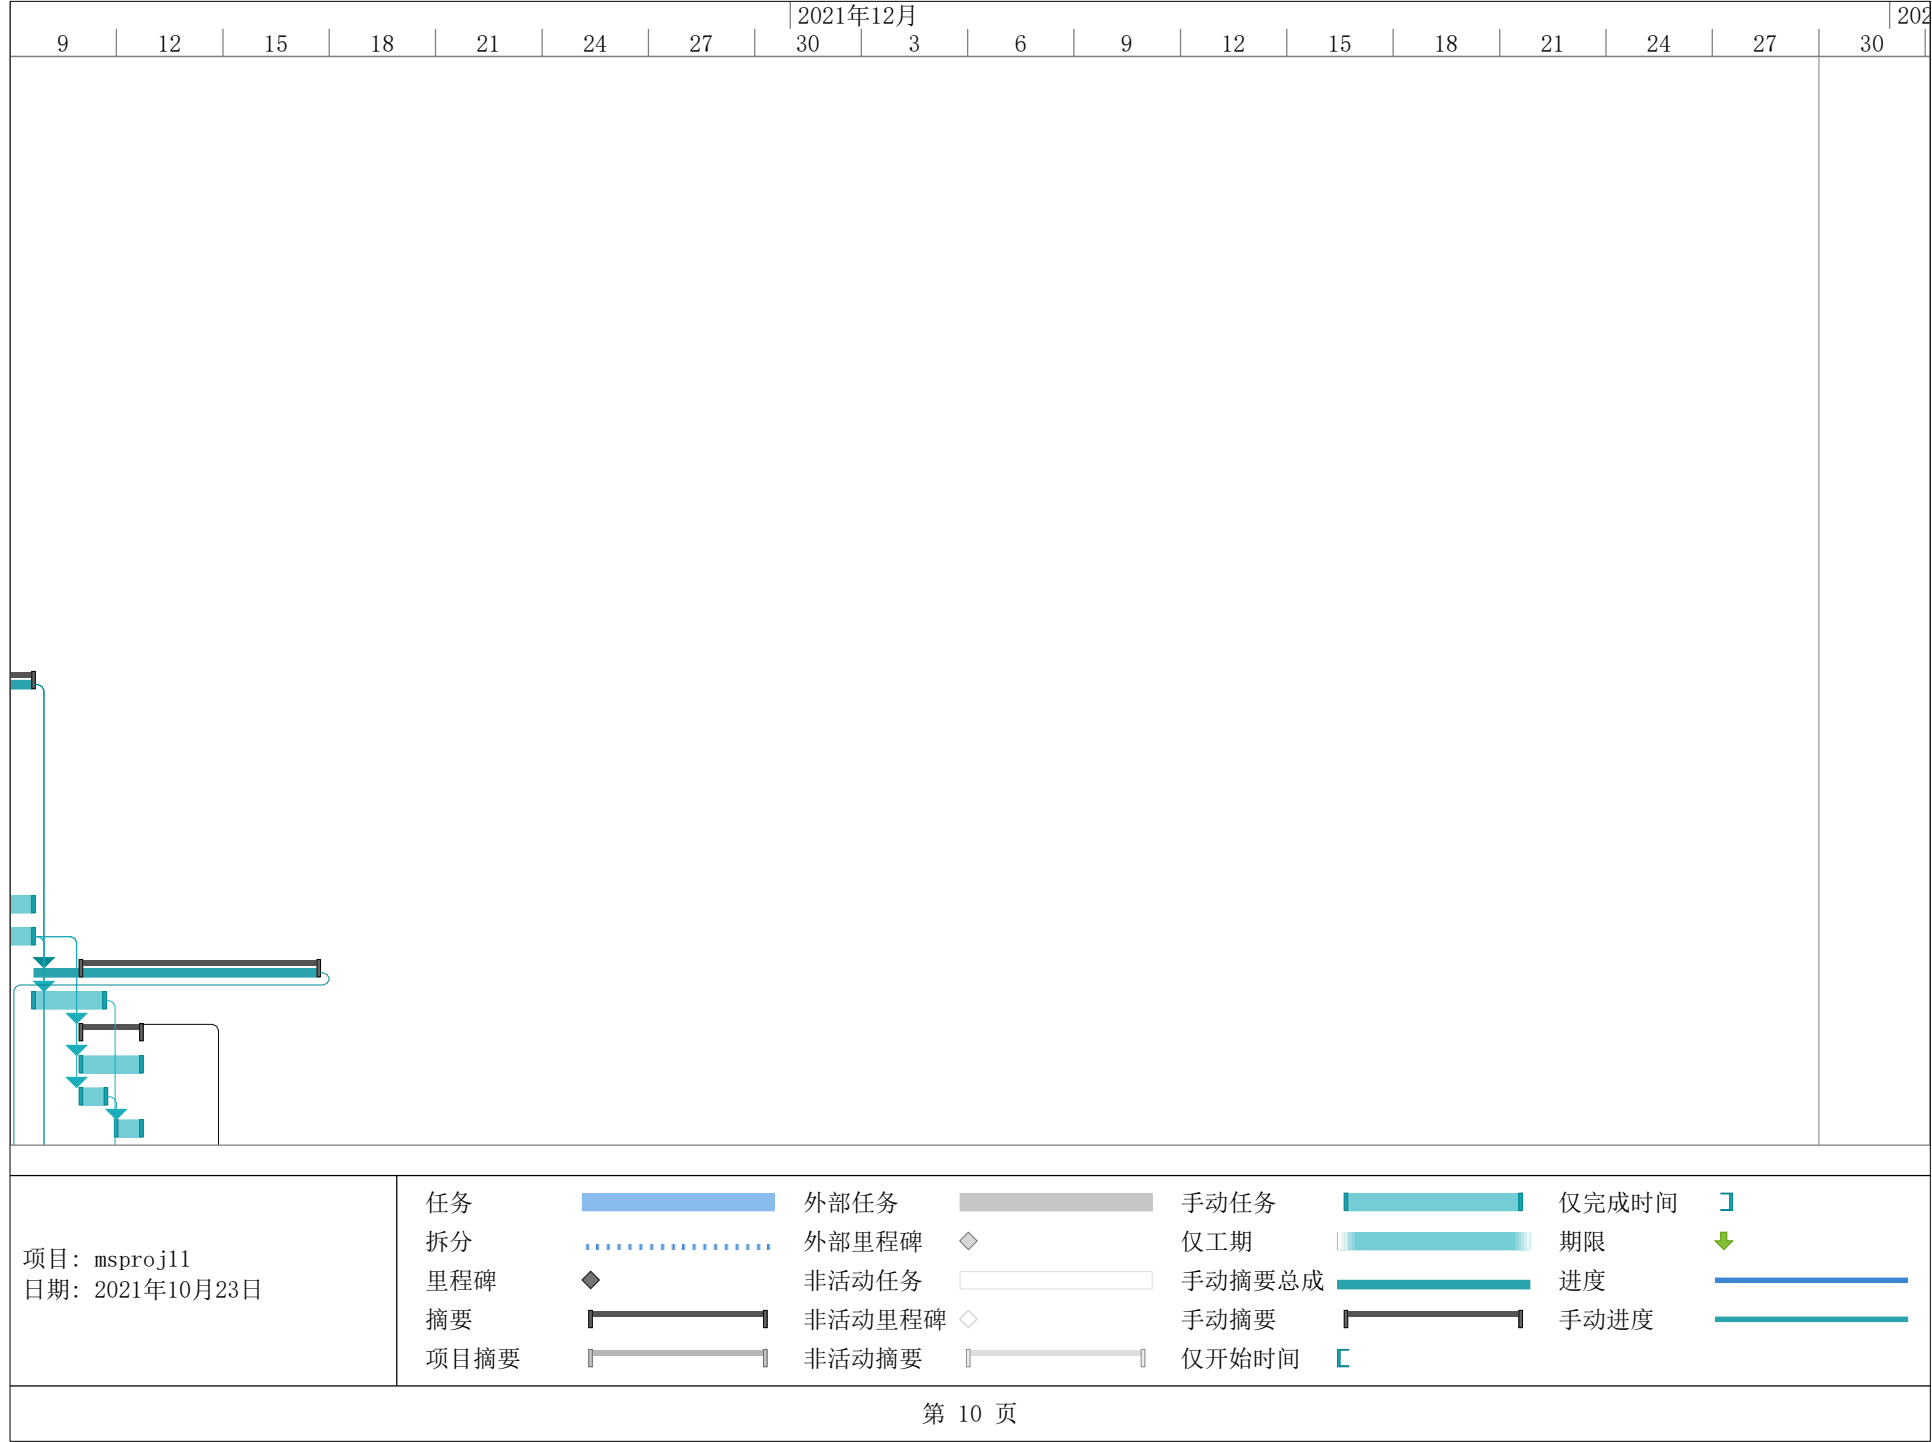 2021年12月 202
9 12 15 18 21 24 27 30 3 6 9 12 15 18 21 24 27 30
任务 外部任务 手动任务 仅完成时间
拆分 外部里程碑 仅工期 期限
里程碑 非活动任务 手动摘要总成 进度
摘要 非活动里程碑 手动摘要 手动进度
项目摘要 非活动摘要 仅开始时间
项目: msproj11
日期: 2021年10月23日
第 10 页